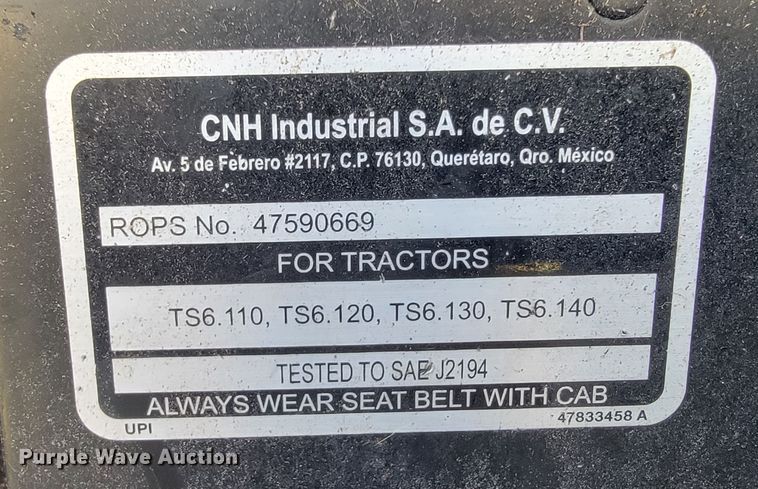 CNH Industrial S.A. de C.V.
Av. 5 de Febrero #2117, C.P. 76130, Querétaro, Qro. México
ROPS No. 47590669
FOR TRACTORS
TS6.110, TS6.120, TS6.130, TS6.140
TESTED TO SAE J2194
ALWAYS WEAR SEAT BELT WITH CAB
UPI 47833458 A
Purple Wave Auction